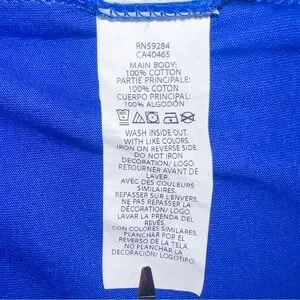 RN59284
CA40465
MAIN BODY:
100% COTTON
PARTIE PRINCIPALE:
100% COTON
CUERPO PRINCIPAL:
100% ALGODÓN
WASH INSIDE OUT.
WITH LIKE COLORS.
IRON ON REVERSE SIDE.
DO NOT IRON
DECORATION/ LOGO.
RETOURNER AVANT DE
LAVER.
AVEC DES COULEURS
SIMILAIRES.
REPASSER SUR L'ENVERS.
NE PAS REPASSER LA
DÉCORATION/ LOGO.
LAVAR LA PRENDA DEL
REVÉS.
CON COLORES SIMILARES.
PLANCHAR POR EL
REVERSO DE LA TELA.
NO PLANCHAR LA
DECORACIÓN/ LOGOTIPO.